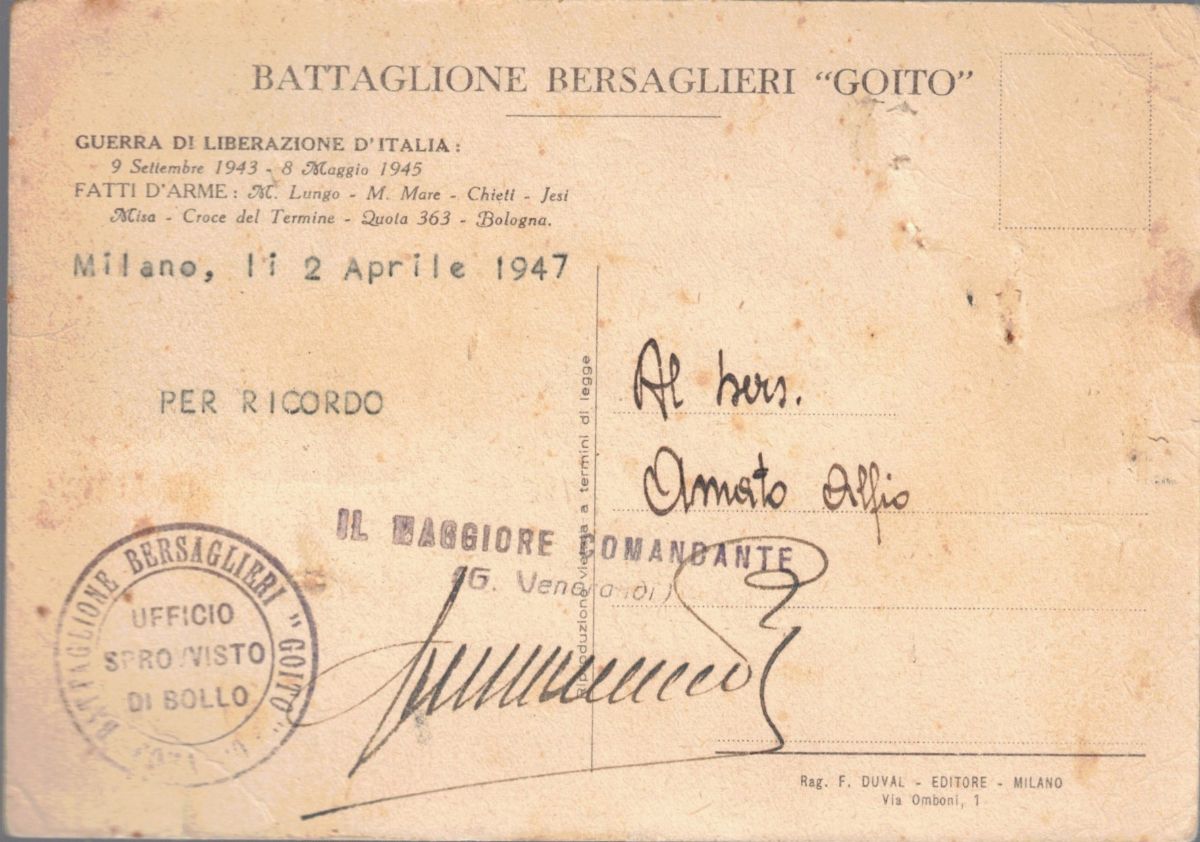 BATTAGLIONE BERSAGLIERI “GOITO”
GUERRA DI LIBERAZIONE D'ITALIA:
9 Settembre 1943 - 8 Maggio 1945
FATTI D'ARME: M. Lungo - M. Mare - Chieti - Jesi
Misa - Croce del Termine - Quota 363 - Bologna.
Milano, li 2 Aprile 1947
PER RICORDO
Al bers.
Amato Alfio
Riproduzione vietata a termini di legge
IL MAGGIORE COMANDANTE
(G. Venerandi)
BATTAGLIONE BERSAGLIERI "GOITO"
UFFICIO
SPROVVISTO
DI BOLLO
Rag. F. DUVAL - EDITORE - MILANO
Via Omboni, 1